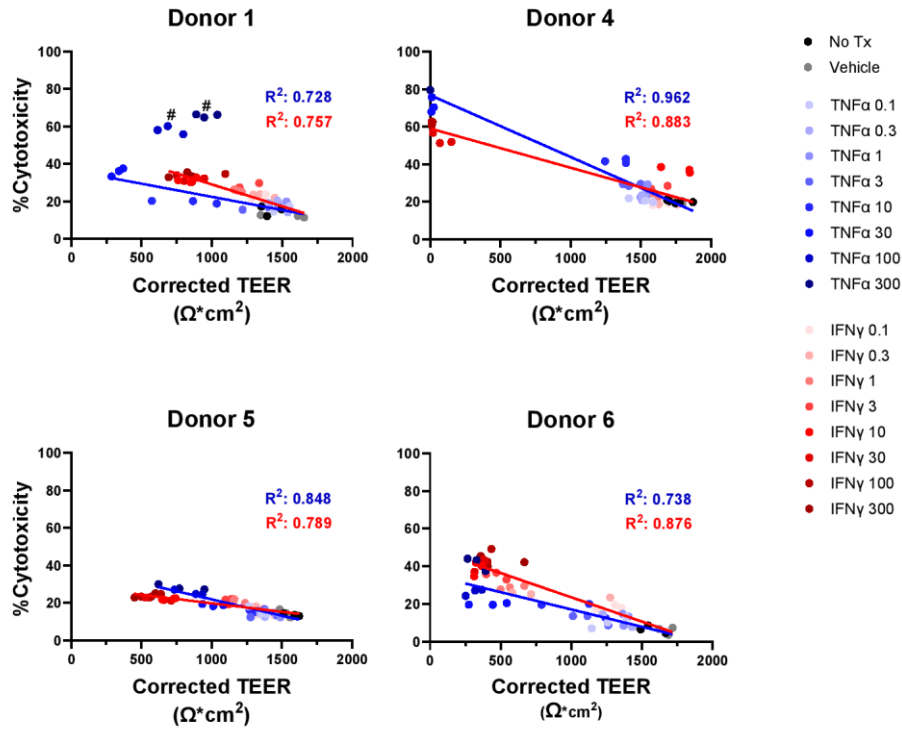 Donor 1
%Cytotoxicity
100
80
60
40
20
0
# #
R²: 0.728
R²: 0.757
0 500 1000 1500 2000
Corrected TEER
(Ω*cm²)
Donor 4
100
80
60
40
20
0
R²: 0.962
R²: 0.883
0 500 1000 1500 2000
Corrected TEER
(Ω*cm²)
No Tx
Vehicle
TNFα 0.1
TNFα 0.3
TNFα 1
TNFα 3
TNFα 10
TNFα 30
TNFα 100
TNFα 300
IFNγ 0.1
IFNγ 0.3
IFNγ 1
IFNγ 3
IFNγ 10
IFNγ 30
IFNγ 100
IFNγ 300
Donor 5
%Cytotoxicity
100
80
60
40
20
0
R²: 0.848
R²: 0.789
0 500 1000 1500 2000
Corrected TEER
(Ω*cm²)
Donor 6
100
80
60
40
20
0
R²: 0.738
R²: 0.876
0 500 1000 1500 2000
Corrected TEER
(Ω*cm²)